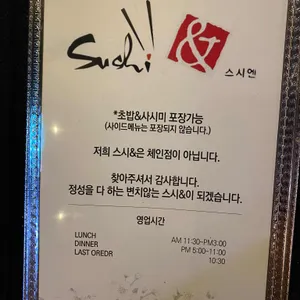 Sushi &
스시엔
*초밥&사시미 포장가능
(사이드메뉴는 포장되지 않습니다.)
저희 스시&은 체인점이 아닙니다.
찾아주셔서 감사합니다.
정성을 다 하는 변치않는 스시&이 되겠습니다.
영업시간
LUNCH AM 11:30-PM3:00
DINNER PM 5:00-11:00
LAST OREDR 10:30